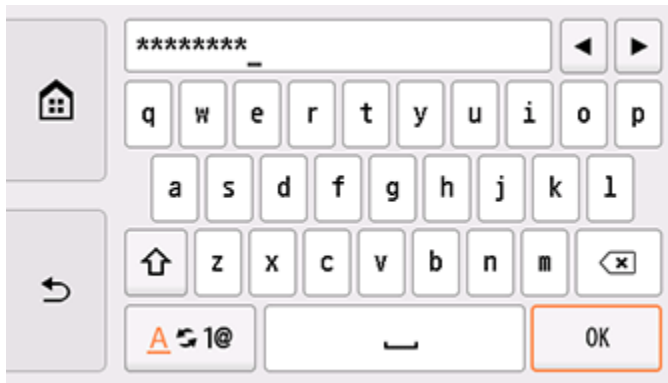 ********_
q w e r t y u i o p
a s d f g h j k l
z x c v b n m
A 1@ OK